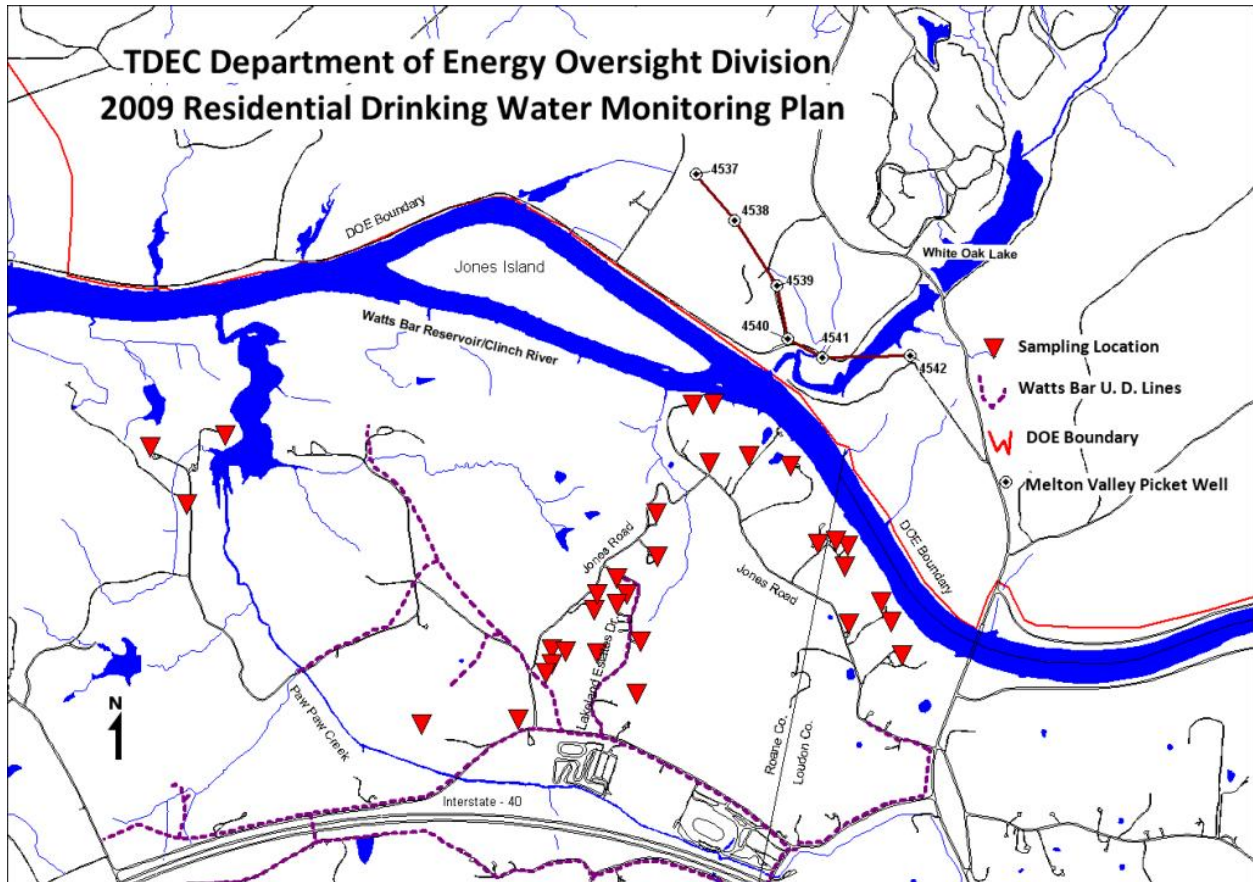 TDEC Department of Energy Oversight Division
2009 Residential Drinking Water Monitoring Plan
4537
4538
DOE Boundary
White Oak Lake
Jones Island
4539
Watts Bar Reservoir/Clinch River
4540
4541
4542
Sampling Location
Watts Bar U. D. Lines
DOE Boundary
Melton Valley Picket Well
Jones Road
DOE Boundary
Jones Road
Lakeland Estates Dr.
N
Paw Paw Creek
Roane Co.
Loudon Co.
Interstate - 40